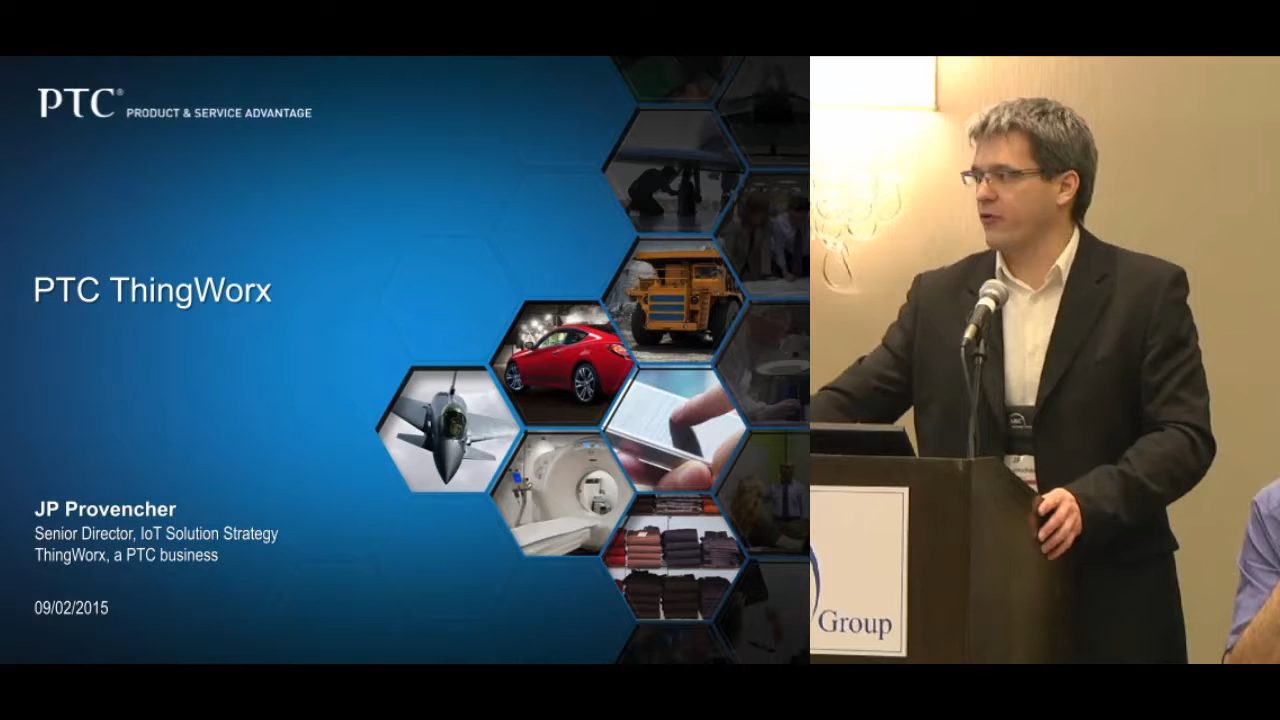 PTC® PRODUCT & SERVICE ADVANTAGE
PTC ThingWorx
JP Provencher
Senior Director, IoT Solution Strategy
ThingWorx, a PTC business
09/02/2015
Group